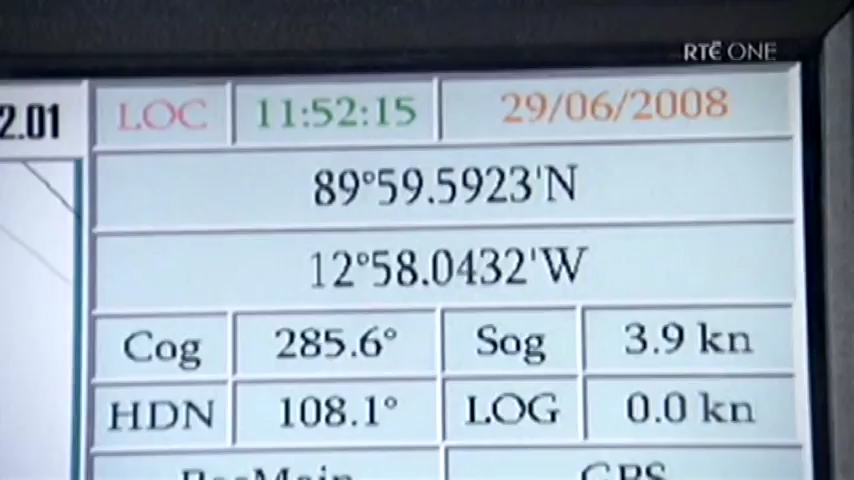 RTÉ ONE
2.01 LOC 11:52:15 29/06/2008
89°59.5923'N
12°58.0432'W
Cog 285.6° Sog 3.9 kn
HDN 108.1° LOG 0.0 kn
GPS